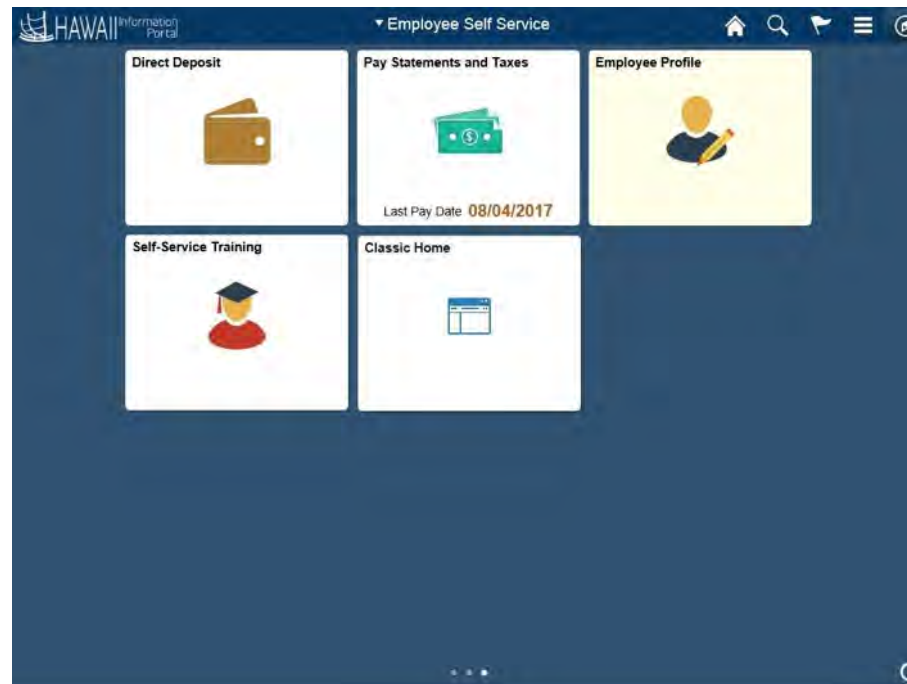 HAWAII Information
Portal
Employee Self Service
Direct Deposit
Pay Statements and Taxes
Employee Profile
$
Last Pay Date 08/04/2017
Self-Service Training
Classic Home